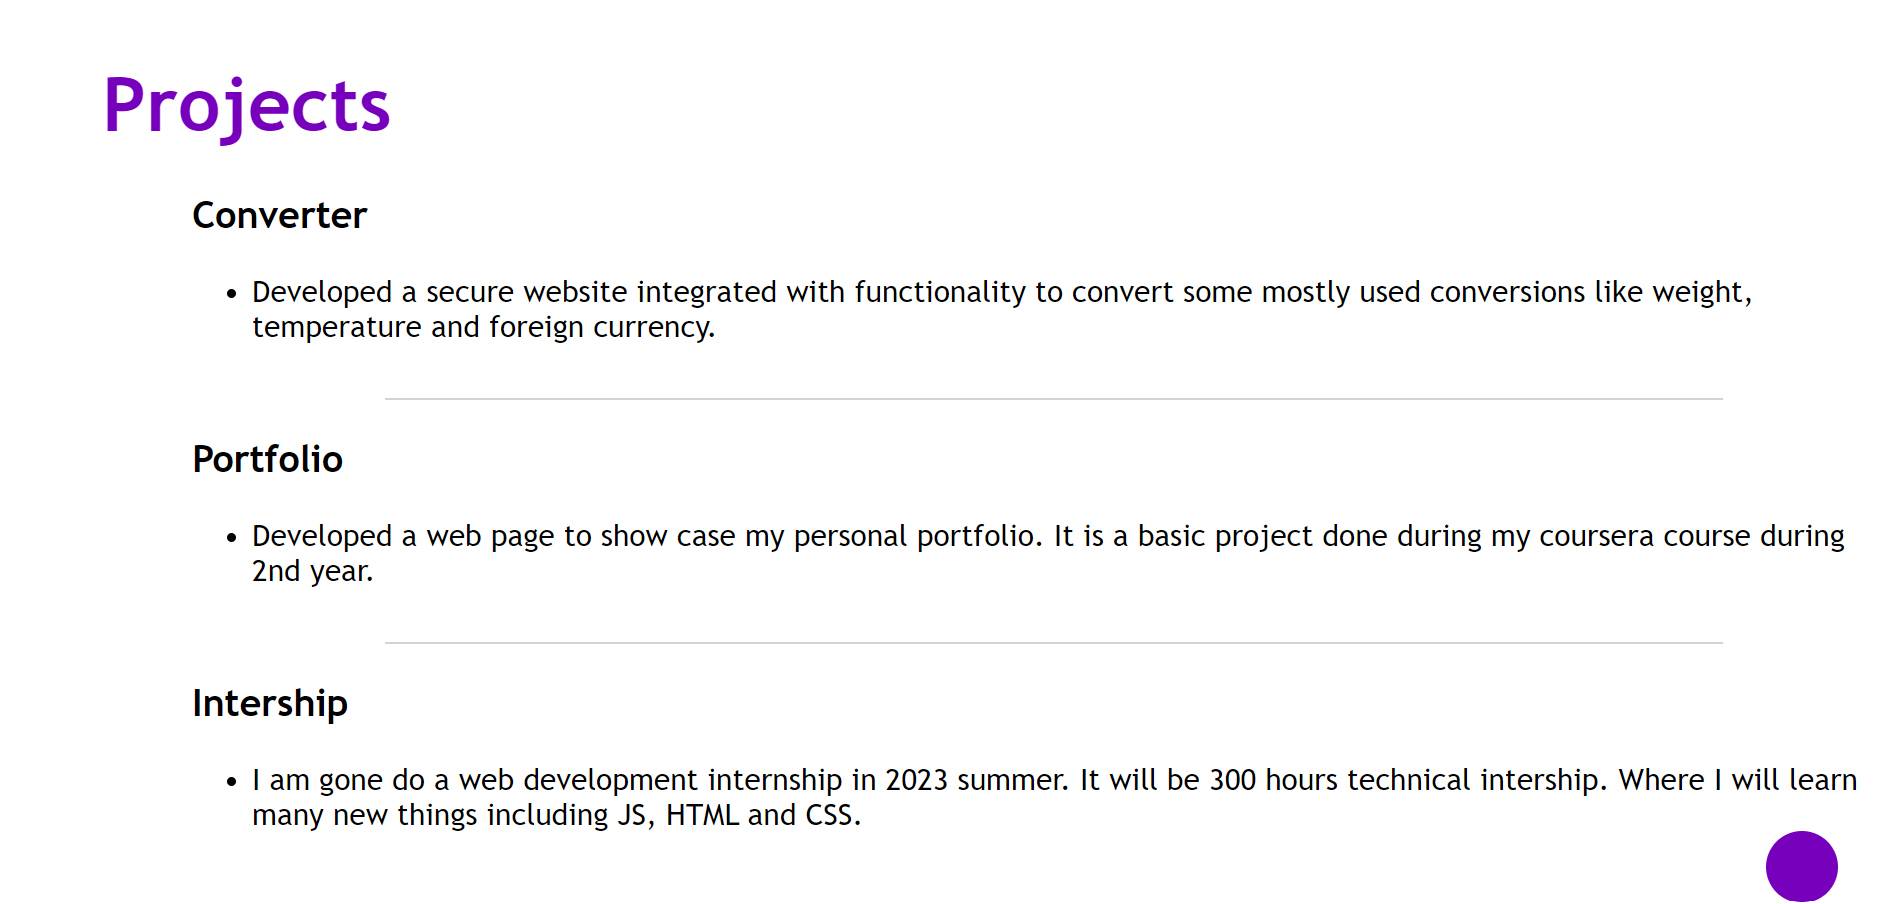 Projects
Converter
• Developed a secure website integrated with functionality to convert some mostly used conversions like weight,
temperature and foreign currency.
Portfolio
• Developed a web page to show case my personal portfolio. It is a basic project done during my coursera course during
2nd year.
Intership
• I am gone do a web development internship in 2023 summer. It will be 300 hours technical intership. Where I will learn
many new things including JS, HTML and CSS.